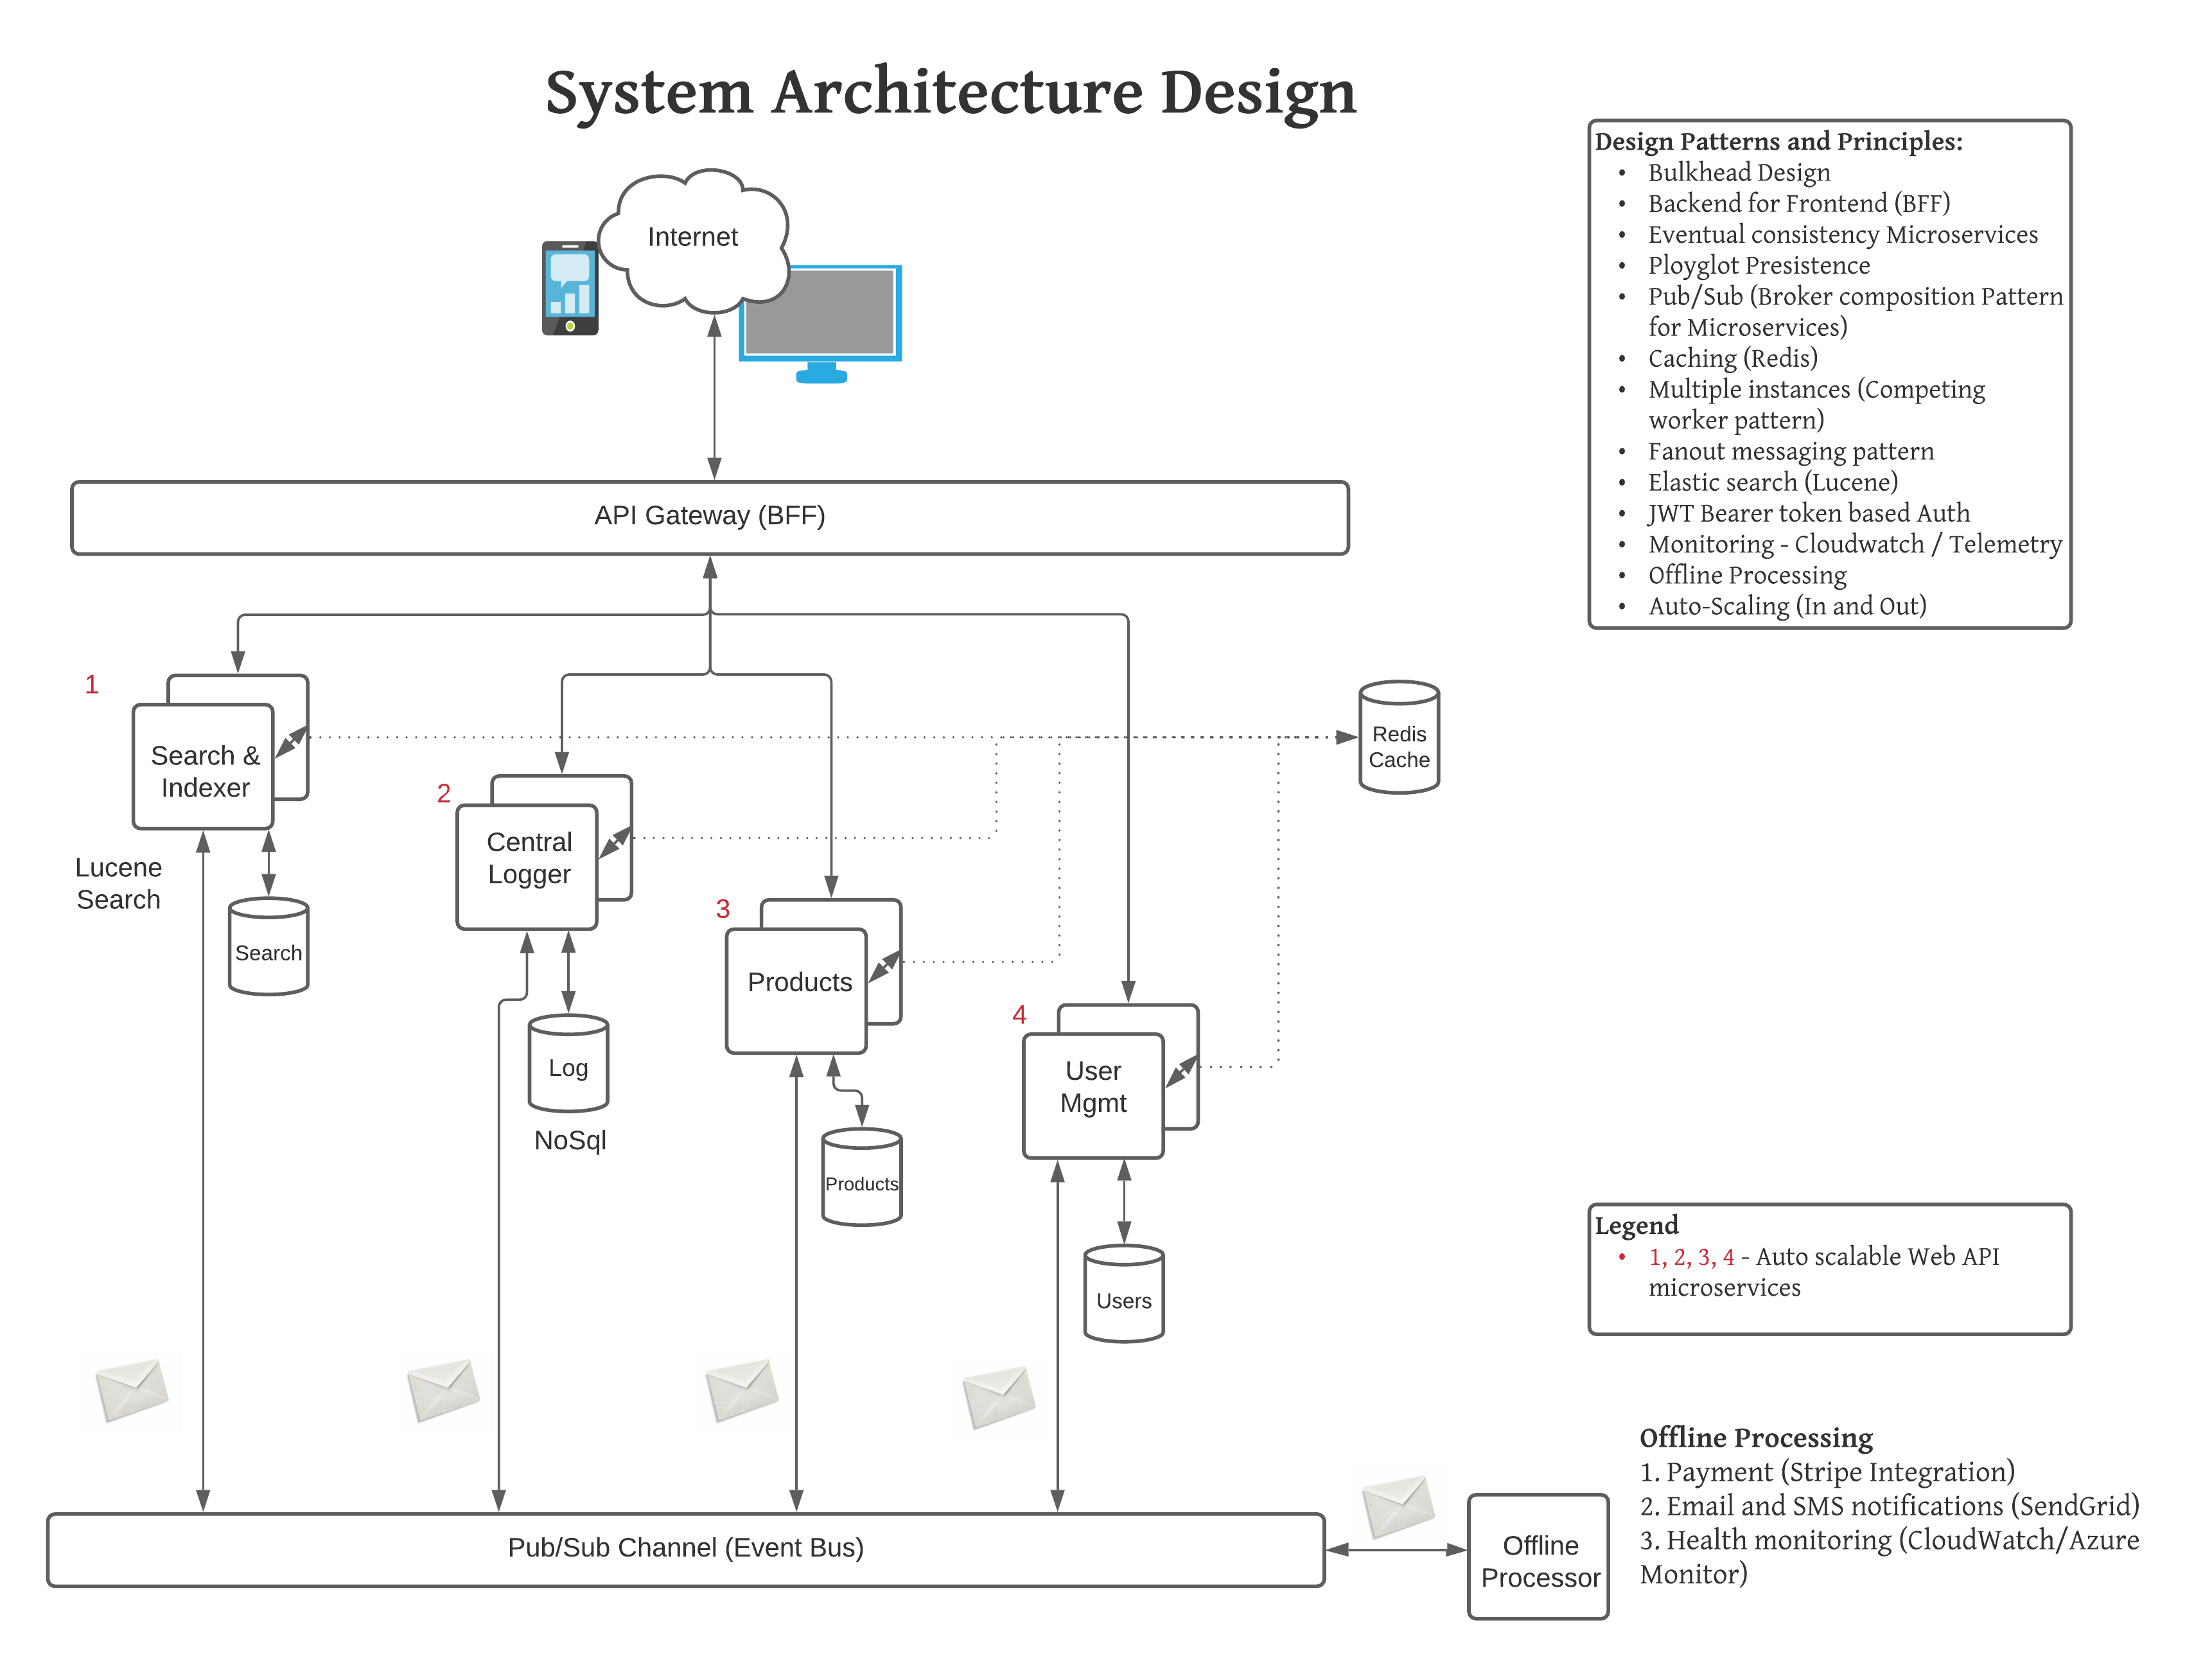 System Architecture Design
Design Patterns and Principles:
• Bulkhead Design
• Backend for Frontend (BFF)
• Eventual consistency Microservices
• Ployglot Presistence
• Pub/Sub (Broker composition Pattern
for Microservices)
• Caching (Redis)
• Multiple instances (Competing
worker pattern)
• Fanout messaging pattern
• Elastic search (Lucene)
• JWT Bearer token based Auth
• Monitoring - Cloudwatch / Telemetry
• Offline Processing
• Auto-Scaling (In and Out)
Internet
API Gateway (BFF)
1
Search &
Indexer
Lucene
Search
Search
2
Central
Logger
Log
NoSql
3
Products
Products
4
User
Mgmt
Users
Redis
Cache
Legend
• 1, 2, 3, 4 - Auto scalable Web API
microservices
Pub/Sub Channel (Event Bus)
Offline
Processor
Offline Processing
1. Payment (Stripe Integration)
2. Email and SMS notifications (SendGrid)
3. Health monitoring (CloudWatch/Azure
Monitor)